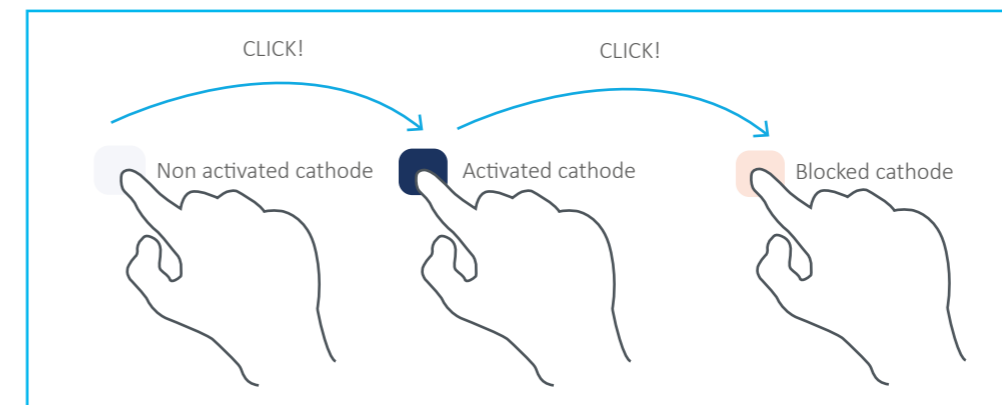 CLICK!
CLICK!
Non activated cathode
Activated cathode
Blocked cathode